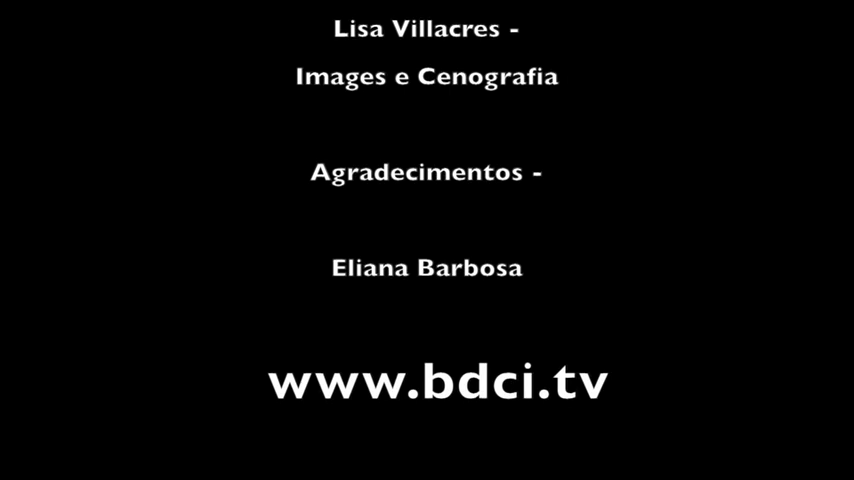 Lisa Villacres -
Images e Cenografia
Agradecimentos -
Eliana Barbosa
www.bdci.tv